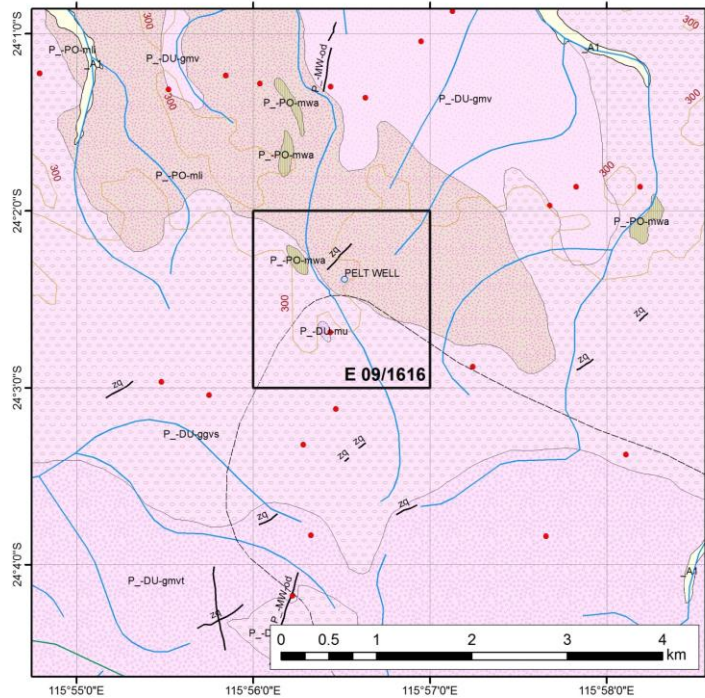 24°1'0"S
P_-PO-mli
_A1
P_-DU-gmv
P_-MW-od
_A1
300
300
P_-PO-mwa
P_-DU-gmv
300
P_-PO-mwa
300
P_-PO-mli
24°2'0"S
P_-PO-mwa
zq
P_-PO-mwa
PELT WELL
300
zq
P_-DU-mu
E 09/1616
zq
24°3'0"S
zq
P_-DU-ggvs
zq
zq
zq
zq
24°4'0"S
P_-DU-gmvt
P_-MW-od
_A1
zq
0 0.5 1 2 3 4
km
115°55'0"E 115°56'0"E 115°57'0"E 115°58'0"E